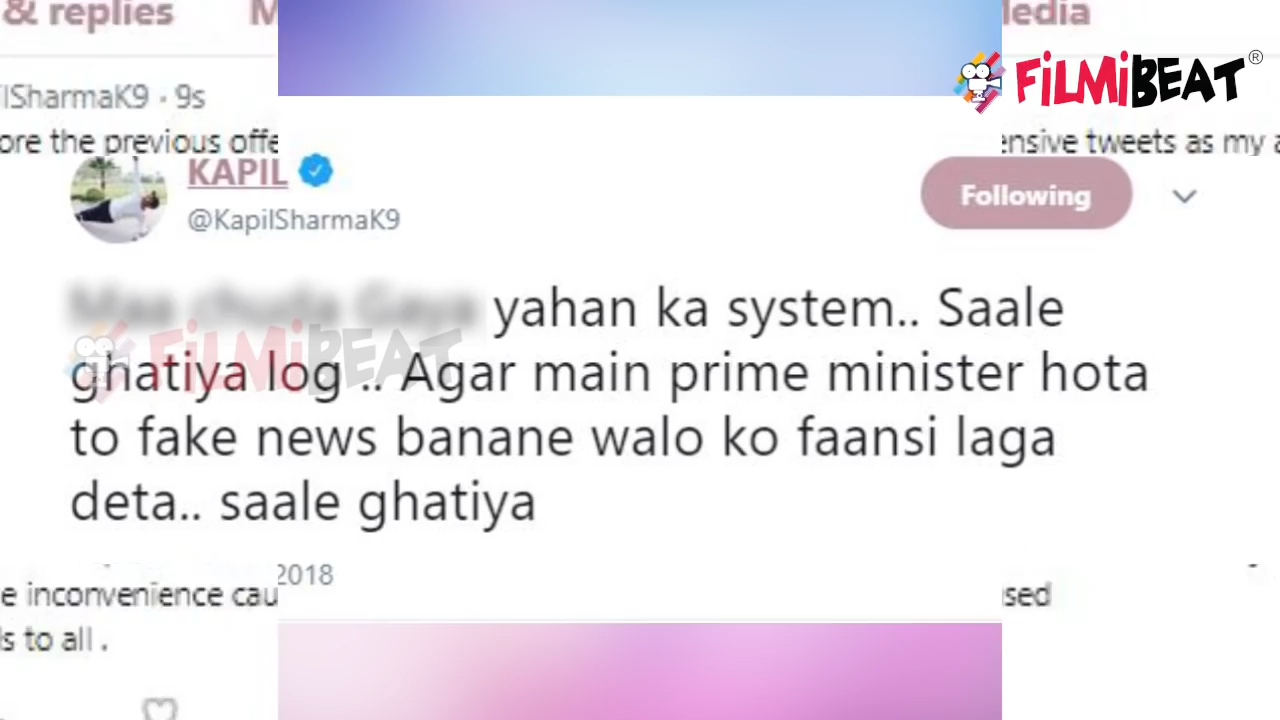 & replies M ledia
FiLMiBEAT®
lSharmaK9 · 9s
ore the previous offe ensive tweets as my a
KAPIL
@KapilSharmaK9
Following
yahan ka system.. Saale
FiLMiBEAT
ghatiya log .. Agar main prime minister hota
to fake news banane walo ko faansi laga
deta.. saale ghatiya
2018
e inconvenience cau sed
ls to all .